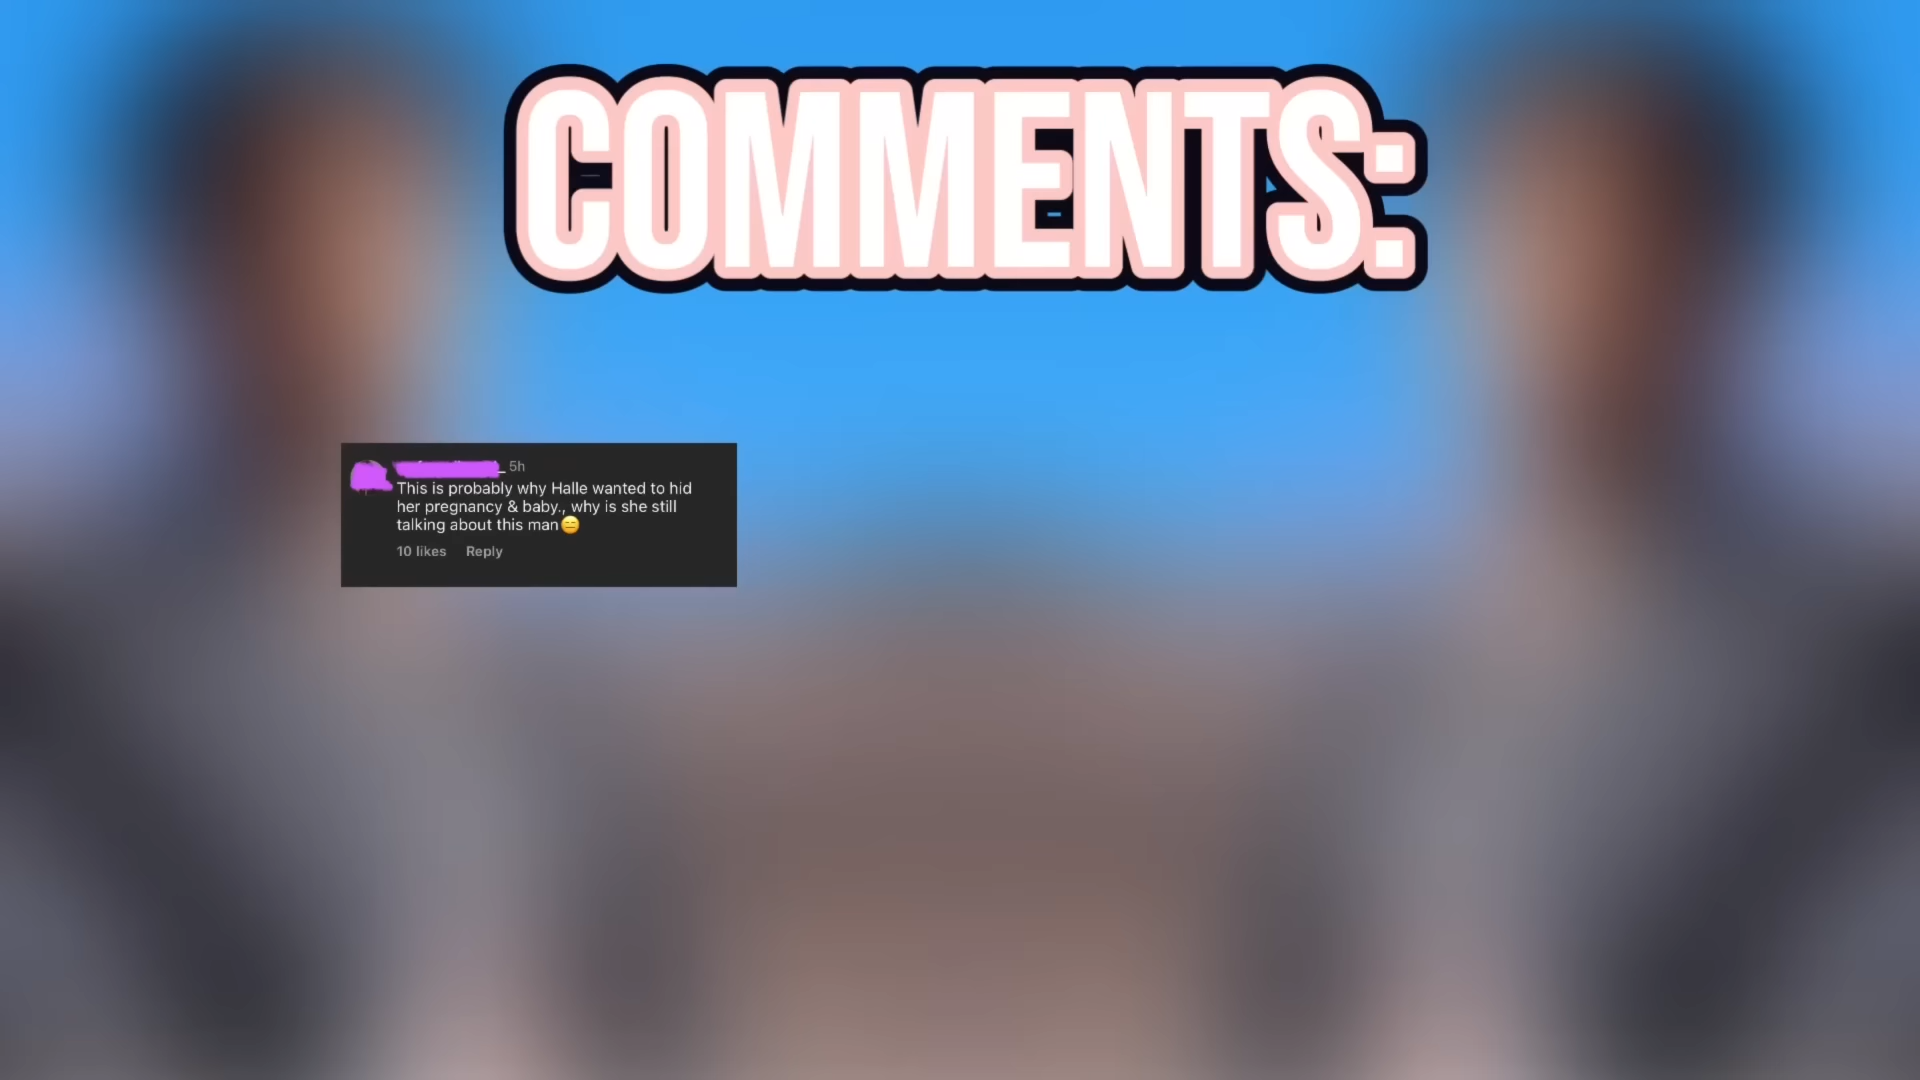 COMMENTS:
5h
This is probably why Halle wanted to hid
her pregnancy & baby., why is she still
talking about this man😑
10 likes Reply